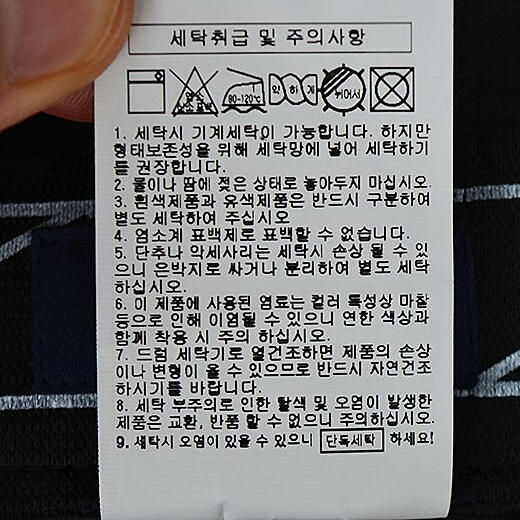 세탁취급 및 주의사항
염소
산소표백
80-120℃
약하게
뉘어서
1. 세탁시 기계세탁이 가능합니다. 하지만
형태보존성을 위해 세탁망에 넣어 세탁하기
를 권장합니다.
2. 물이나 땀에 젖은 상태로 놓아두지 마십시오.
3. 흰색제품과 유색제품은 반드시 구분하여
별도 세탁하여 주십시오
4. 염소계 표백제로 표백할 수 없습니다.
5. 단추나 악세사리는 세탁시 손상 될 수 있
으니 은박지로 싸거나 분리하여 별도 세탁
하십시오.
6. 이 제품에 사용된 염료는 컬러 특성상 마찰
등으로 인해 이염될 수 있으니 연한 색상과
함께 착용 시 주의 하십시오.
7. 드럼 세탁기로 열건조하면 제품의 손상
이나 변형이 올 수 있으므로 반드시 자연건조
하시기를 바랍니다.
8. 세탁 부주의로 인한 탈색 및 오염이 발생한
제품은 교환, 반품 할 수 없으니 주의하십시오.
9. 세탁시 오염이 있을 수 있으니 단독세탁 하세요!